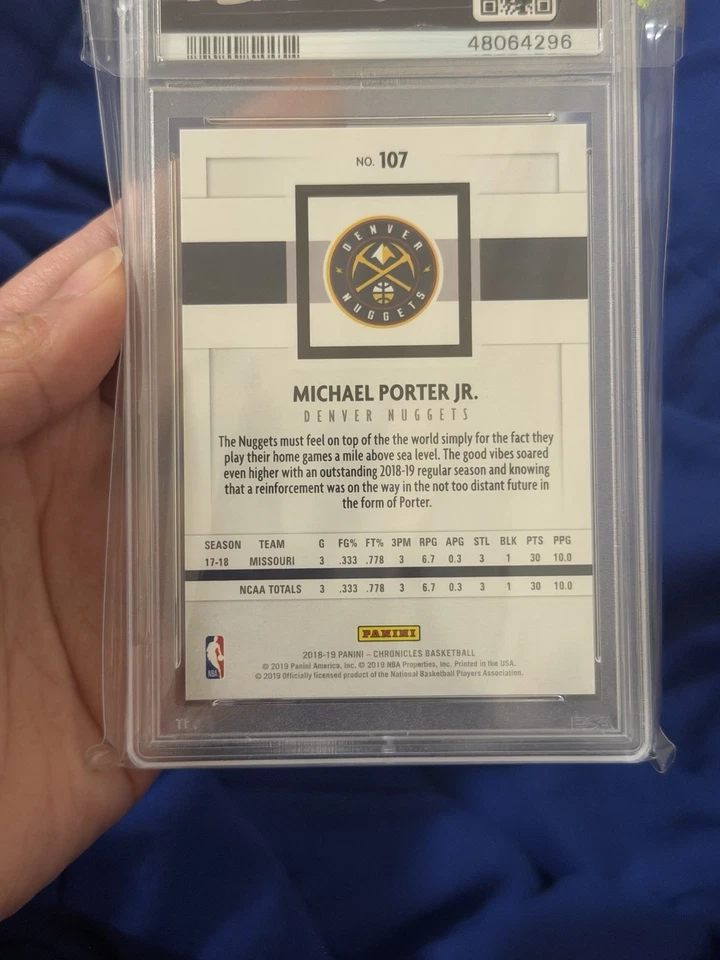 48064296
NO. 107
DENVER
NUGGETS
MICHAEL PORTER JR.
DENVER NUGGETS
The Nuggets must feel on top of the the world simply for the fact they
play their home games a mile above sea level. The good vibes soared
even higher with an outstanding 2018-19 regular season and knowing
that a reinforcement was on the way in the not too distant future in
the form of Porter.
SEASON TEAM G FG% FT% 3PM RPG APG STL BLK PTS PPG
17-18 MISSOURI 3 .333 .778 3 6.7 0.3 3 1 30 10.0
NCAA TOTALS 3 .333 .778 3 6.7 0.3 3 1 30 10.0
PANINI
NBA
2018-19 PANINI – CHRONICLES BASKETBALL
© 2019 Panini America, Inc. © 2019 NBA Properties, Inc. Printed in the USA.
© 2019 Officially licensed product of the National Basketball Players Association.